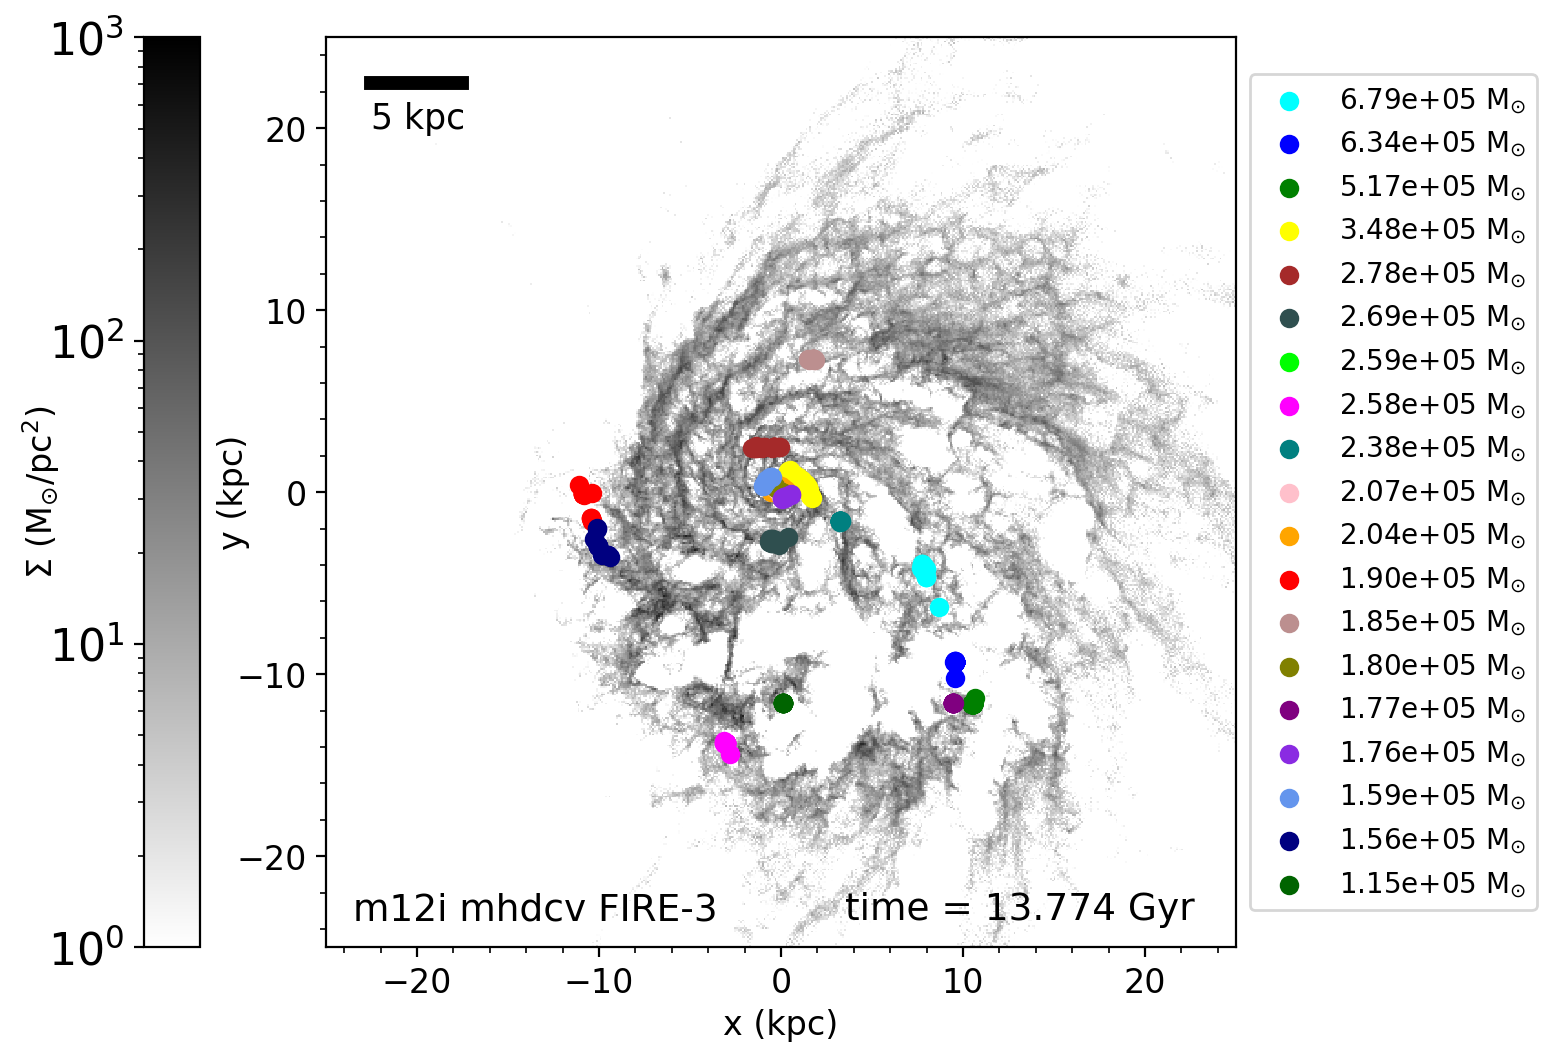 10³
10²
10¹
10⁰
Σ (M⊙/pc²)
y (kpc)
20
10
0
−10
−20
5 kpc
m12i mhdcv FIRE-3
time = 13.774 Gyr
−20 −10 0 10 20
x (kpc)
6.79e+05 M⊙
6.34e+05 M⊙
5.17e+05 M⊙
3.48e+05 M⊙
2.78e+05 M⊙
2.69e+05 M⊙
2.59e+05 M⊙
2.58e+05 M⊙
2.38e+05 M⊙
2.07e+05 M⊙
2.04e+05 M⊙
1.90e+05 M⊙
1.85e+05 M⊙
1.80e+05 M⊙
1.77e+05 M⊙
1.76e+05 M⊙
1.59e+05 M⊙
1.56e+05 M⊙
1.15e+05 M⊙